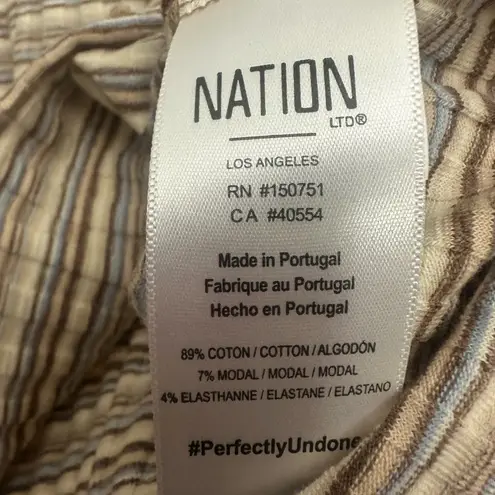 NATION
LTD®
LOS ANGELES
RN #150751
CA #40554
Made in Portugal
Fabrique au Portugal
Hecho en Portugal
89% COTON / COTTON / ALGODÓN
7% MODAL / MODAL / MODAL
4% ELASTHANNE / ELASTANE / ELASTANO
#PerfectlyUndone